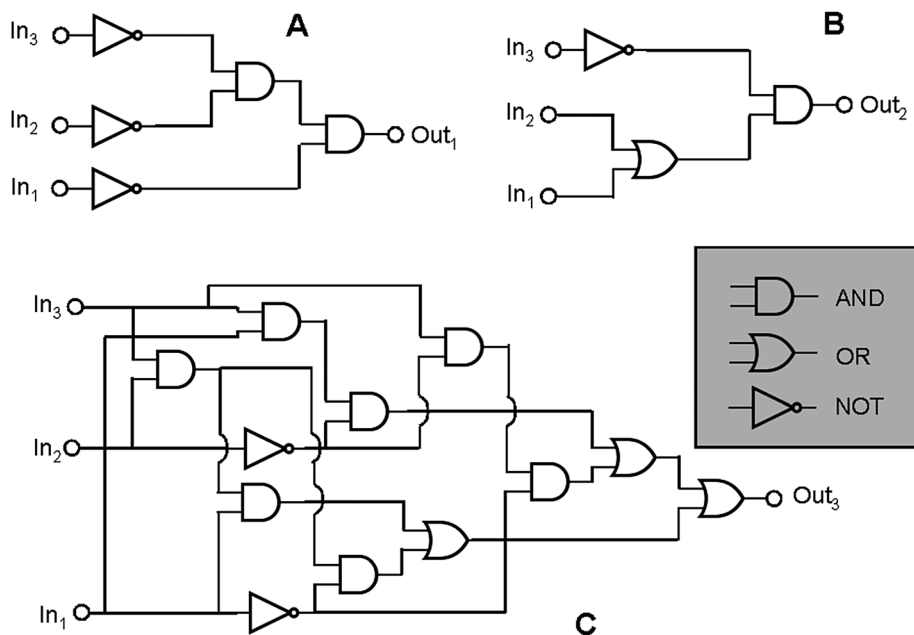 A
In₃
In₂
In₁
Out₁
B
In₃
In₂
In₁
Out₂
In₃
In₂
In₁
Out₃
C
AND
OR
NOT